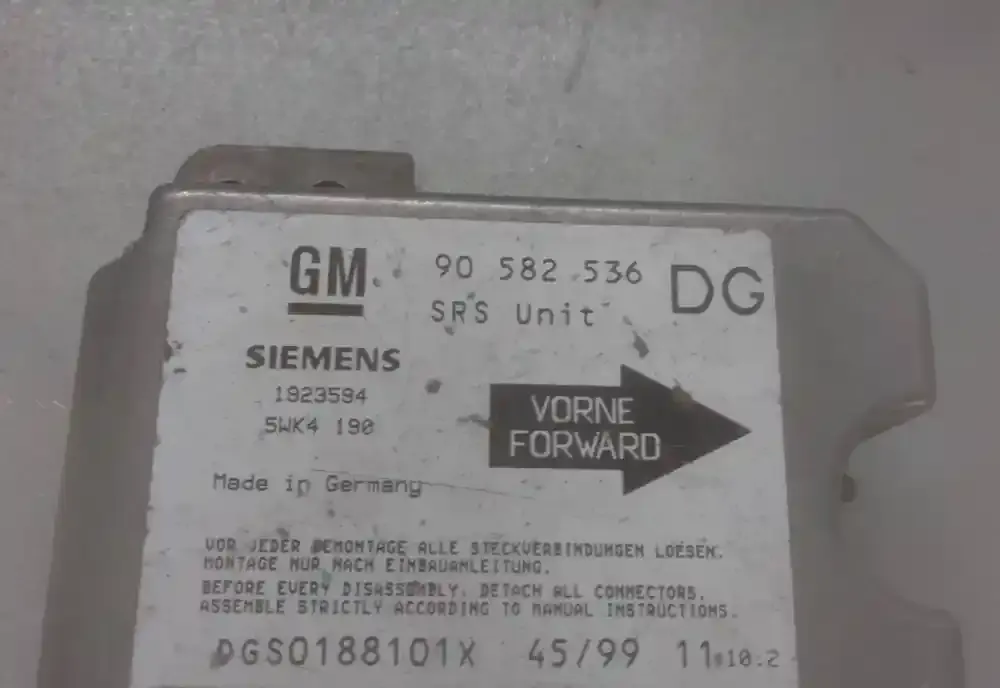 GM 90 582 536 DG
SRS Unit
SIEMENS
1923594
5WK4 190
VORNE
FORWARD
Made in Germany
VOR JEDER DEMONTAGE ALLE STECKVERBINDUNGEN LOESEN.
MONTAGE NUR NACH EINBAUANLEITUNG.
BEFORE EVERY DISASSEMBLY, DETACH ALL CONNECTORS.
ASSEMBLE STRICTLY ACCORDING TO MANUAL INSTRUCTIONS.
DGS0188101X 45/99 11.10.2